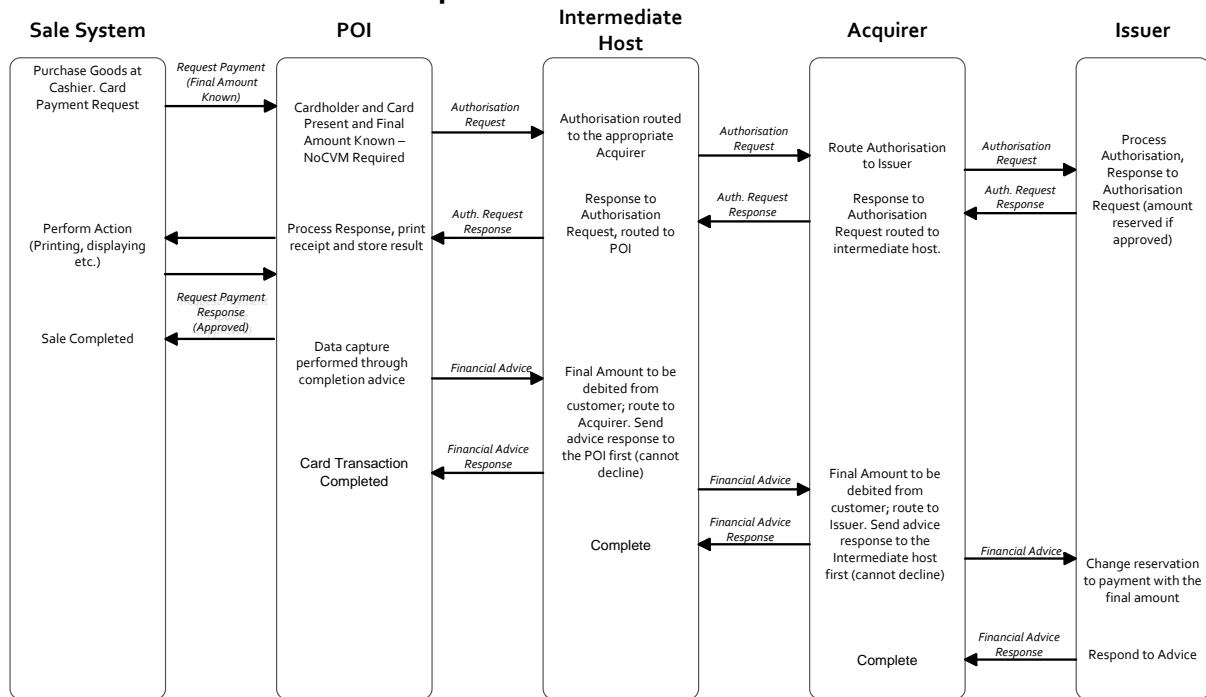 Sale System
POI
Intermediate
Host
Acquirer
Issuer
Purchase Goods at
Cashier. Card
Payment Request
Request Payment
(Final Amount
Known)
Cardholder and Card
Present and Final
Amount Known –
NoCVM Required
Authorisation
Request
Authorisation routed
to the appropriate
Acquirer
Authorisation
Request
Route Authorisation
to Issuer
Authorisation
Request
Process
Authorisation,
Response to
Authorisation
Request (amount
reserved if
approved)
Auth. Request
Response
Response to
Authorisation
Request routed to
intermediate host.
Auth. Request
Response
Response to
Authorisation
Request, routed to
POI
Auth. Request
Response
Process Response, print
receipt and store result
Perform Action
(Printing, displaying
etc.)
Request Payment
Response
(Approved)
Sale Completed
Data capture
performed through
completion advice
Financial Advice
Final Amount to be
debited from
customer; route to
Acquirer. Send
advice response to
the POI first (cannot
decline)
Financial Advice
Response
Card Transaction
Completed
Financial Advice
Final Amount to be
debited from
customer; route to
Issuer. Send advice
response to the
Intermediate host
first (cannot decline)
Financial Advice
Response
Complete
Financial Advice
Change reservation
to payment with the
final amount
Financial Advice
Response
Respond to Advice
Complete